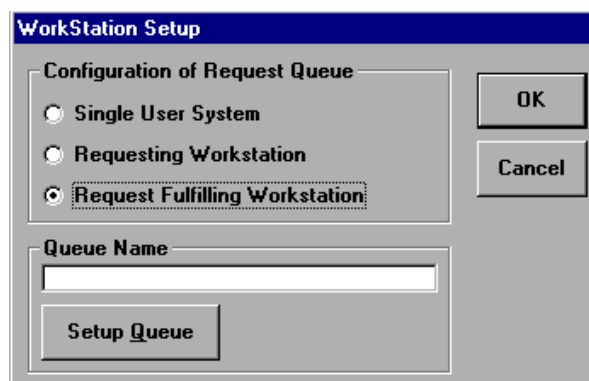 WorkStation Setup
Configuration of Request Queue
Single User System
Requesting Workstation
Request Fulfilling Workstation
OK
Cancel
Queue Name
Setup Queue